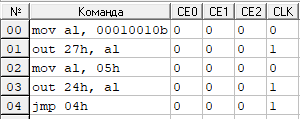 № Команда CE0 CE1 CE2 CLK
00 mov al, 00010010b 0 0 0 0
01 out 27h, al 0 0 0 1
02 mov al, 05h 0 0 0 0
03 out 24h, al 0 0 0 1
04 jmp 04h 0 0 0 1